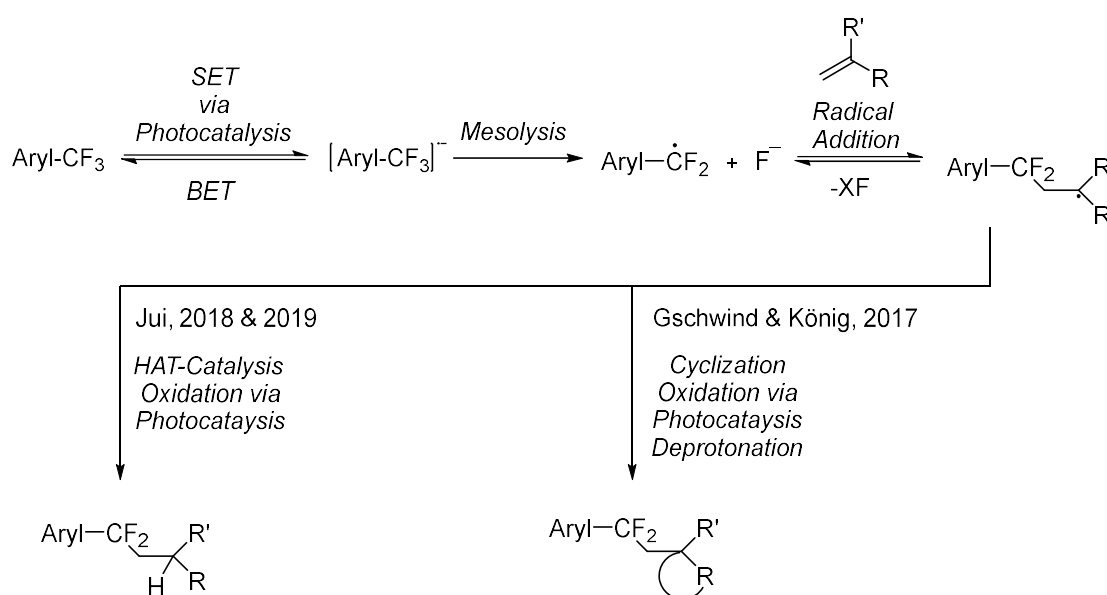 R'
R
SET
via
Photocatalysis
BET
Aryl-CF3
[Aryl-CF3]·−
Mesolysis
Aryl–ĊF2 + F−
Radical
Addition
-XF
Aryl–CF2
R
R
Jui, 2018 & 2019
HAT-Catalysis
Oxidation via
Photocataysis
Gschwind & König, 2017
Cyclization
Oxidation via
Photocataysis
Deprotonation
Aryl–CF2
R'
H
R
Aryl–CF2
R'
R